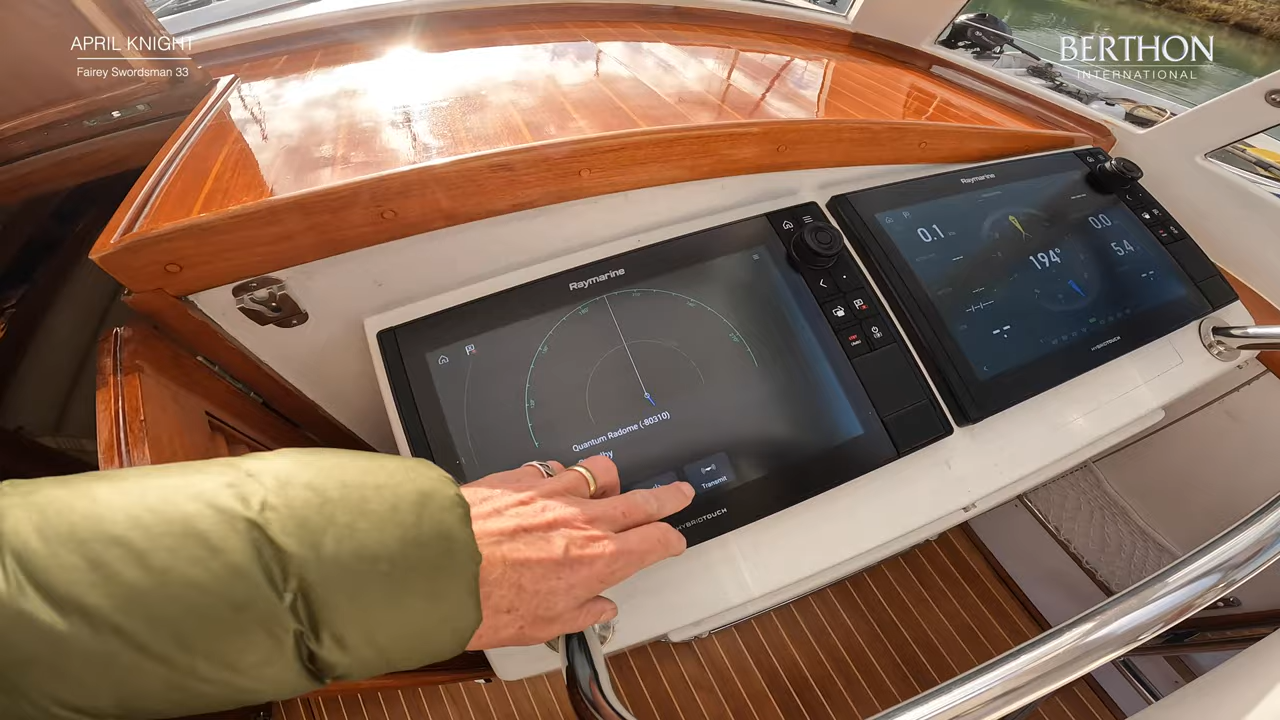 APRIL KNIGHT
Fairey Swordsman 33
BERTHON
INTERNATIONAL
Raymarine
0.1
194°
0.0
5.4
HYBRIDTOUCH
Raymarine
Quantum Radome (-80310)
Transmit
HYBRIDTOUCH